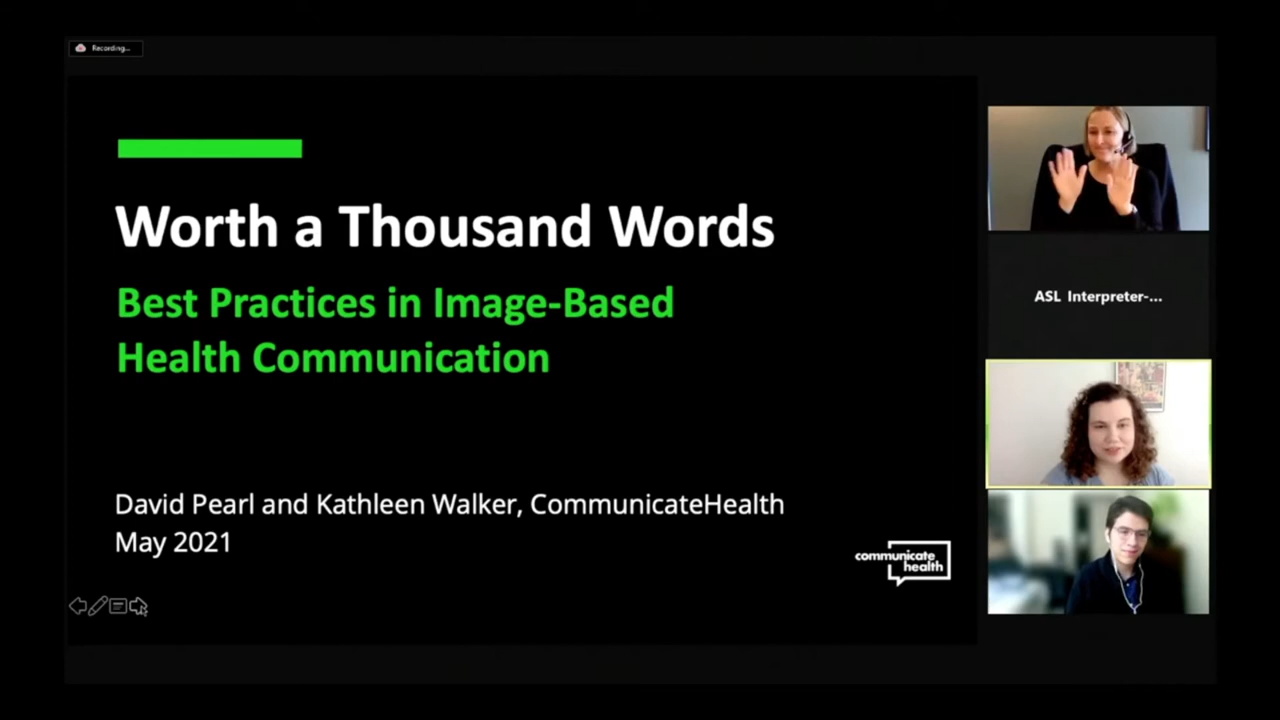 Recording...
Worth a Thousand Words
Best Practices in Image-Based
Health Communication
David Pearl and Kathleen Walker, CommunicateHealth
May 2021
communicate
health
ASL Interpreter-...